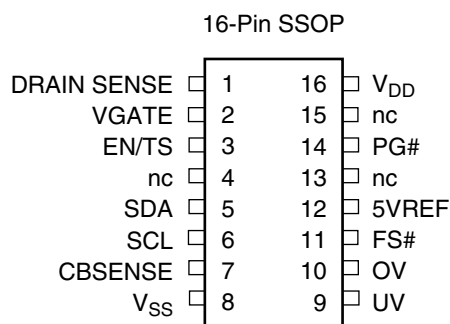 16-Pin SSOP
DRAIN SENSE 1 16 VDD
VGATE 2 15 nc
EN/TS 3 14 PG#
nc 4 13 nc
SDA 5 12 5VREF
SCL 6 11 FS#
CBSENSE 7 10 OV
VSS 8 9 UV